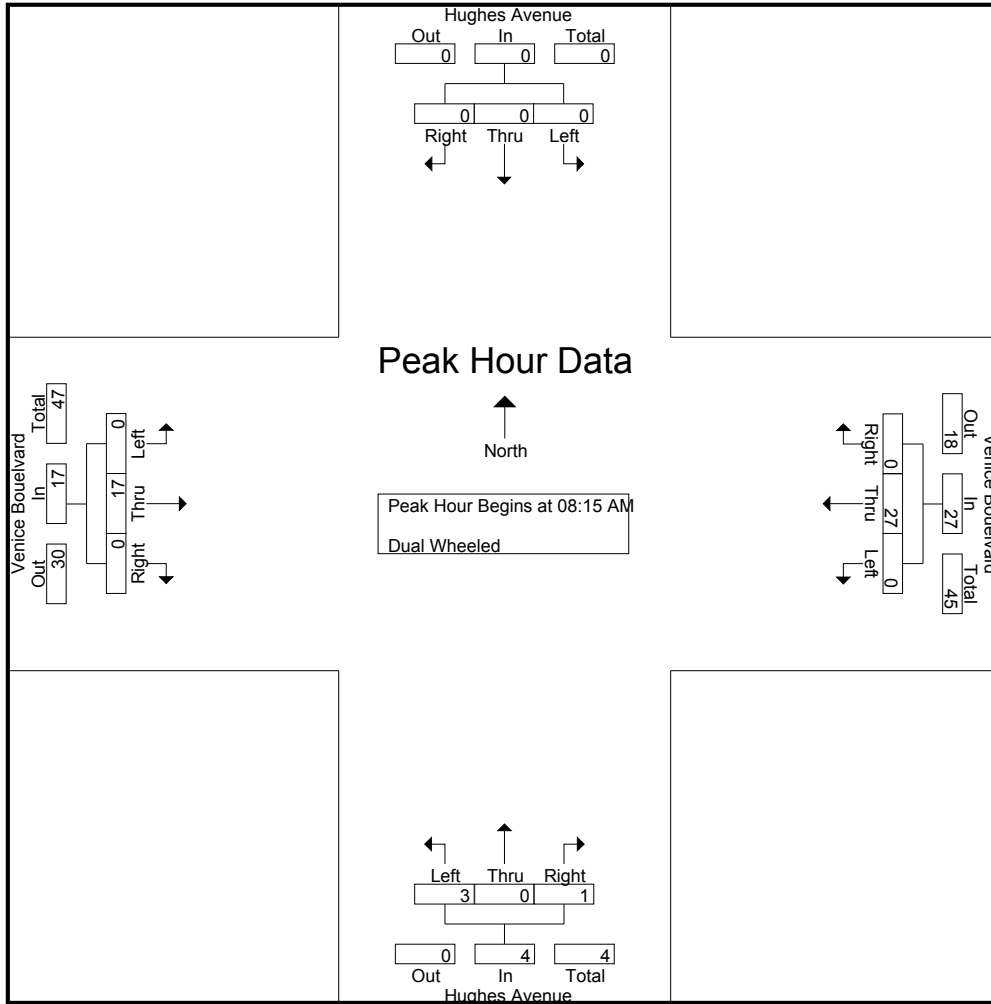 Hughes Avenue
Out In Total
0 0 0
0 0 0
Right Thru Left
Peak Hour Data
North
Peak Hour Begins at 08:15 AM
Dual Wheeled
Venice Bouelvard
Total In Out
47 17 30
0 17 0
Left Thru Right
Right Thru Left
0 27 0
18 27 45
Out In Total
Venice Bouelvard
Left Thru Right
3 0 1
0 4 4
Out In Total
Hughes Avenue